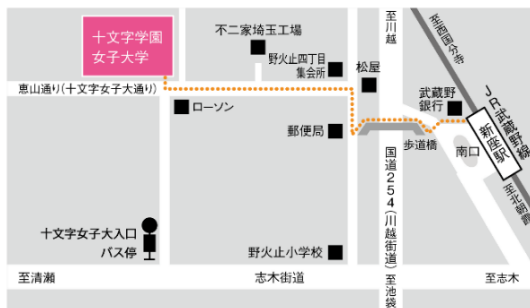 十文字学園
女子大学
不二家埼玉工場
野火止四丁目
集会所
至川越
松屋
至西国分寺
JR武蔵野線
恵山通り(十文字女子大通り)
ローソン
武蔵野
銀行
新座駅
郵便局
歩道橋
南口
国道254(川越街道)
至北朝霞
十文字女子大入口
バス停
野火止小学校
至清瀬
志木街道
至池袋
至志木